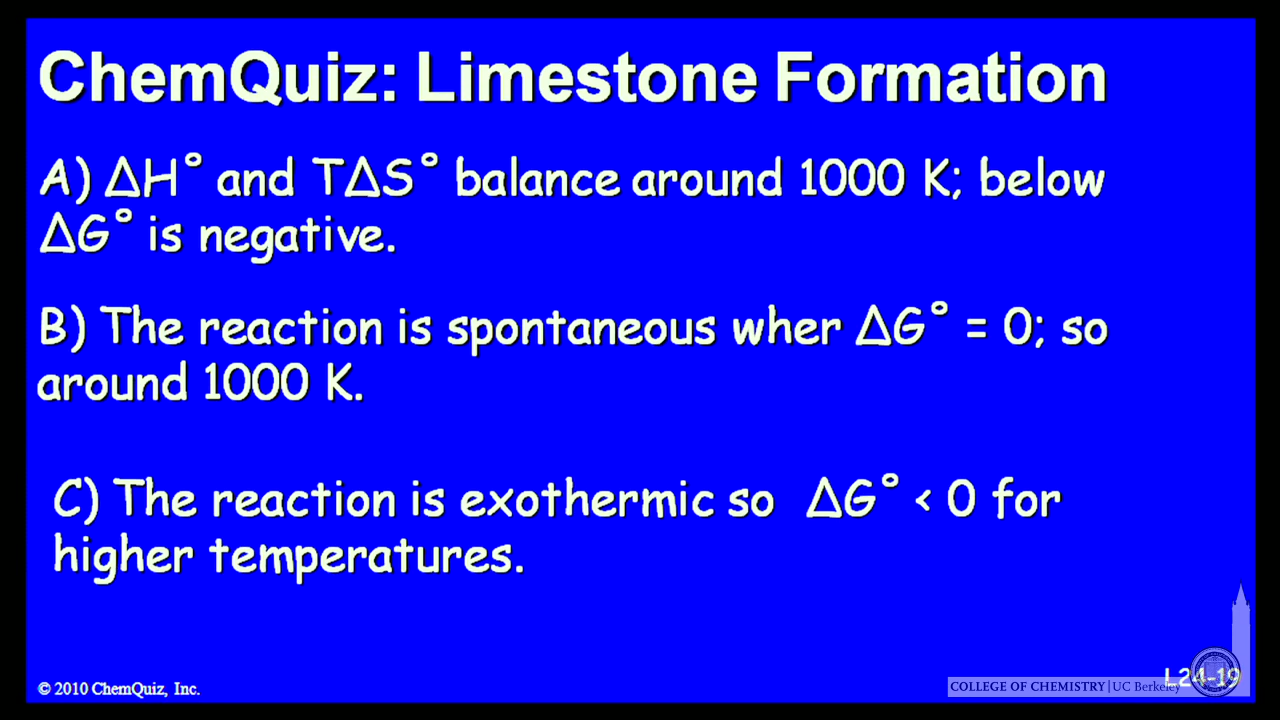 ChemQuiz: Limestone Formation
A) ΔH° and TΔS° balance around 1000 K; below
ΔG° is negative.
B) The reaction is spontaneous wher ΔG° = 0; so
around 1000 K.
C) The reaction is exothermic so ΔG° < 0 for
higher temperatures.
L24-19
© 2010 ChemQuiz, Inc.
COLLEGE OF CHEMISTRY | UC Berkeley